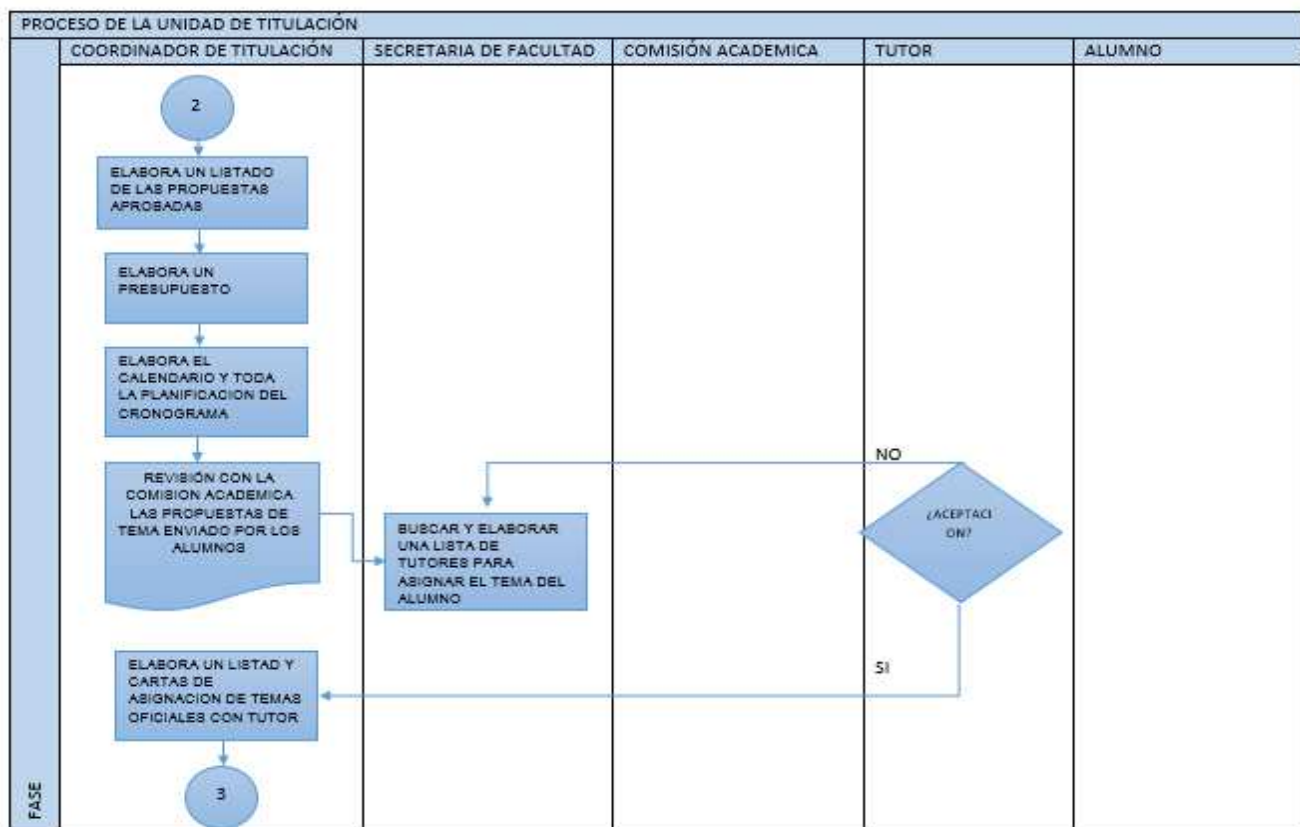 PROCESO DE LA UNIDAD DE TITULACIÓN
COORDINADOR DE TITULACIÓN
SECRETARIA DE FACULTAD
COMISIÓN ACADEMICA
TUTOR
ALUMNO
2
ELABORA UN LISTADO
DE LAS PROPUESTAS
APROBADAS
ELABORA UN
PRESUPUESTO
ELABORA EL
CALENDARIO Y TODA
LA PLANIFICACION DEL
CRONOGRAMA
REVISIÓN CON LA
COMISION ACADEMICA
LAS PROPUESTAS DE
TEMA ENVIADO POR LOS
ALUMNOS
BUSCAR Y ELABORAR
UNA LISTA DE
TUTORES PARA
ASIGNAR EL TEMA DEL
ALUMNO
NO
¿ACEPTACI
ON?
SI
ELABORA UN LISTAD Y
CARTAS DE
ASIGNACION DE TEMAS
OFICIALES CON TUTOR
3
FASE